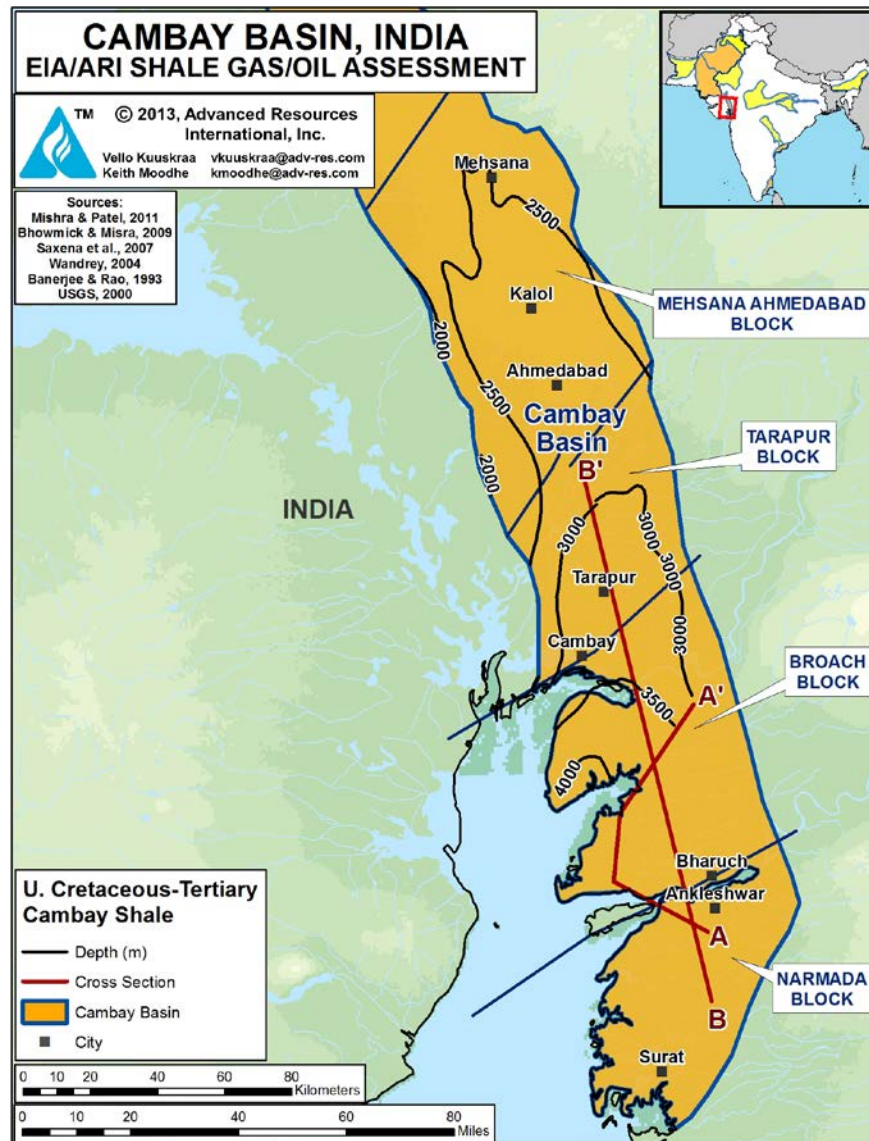 CAMBAY BASIN, INDIA
EIA/ARI SHALE GAS/OIL ASSESSMENT
TM
© 2013, Advanced Resources
International, Inc.
Vello Kuuskraa vkuuskraa@adv-res.com
Keith Moodhe kmoodhe@adv-res.com
Sources:
Mishra & Patel, 2011
Bhowmick & Misra, 2009
Saxena et al., 2007
Wandrey, 2004
Banerjee & Rao, 1993
USGS, 2000
Mehsana
2500
Kalol
MEHSANA AHMEDABAD
BLOCK
2000
Ahmedabad
2500
Cambay
Basin
TARAPUR
BLOCK
2000
B'
INDIA
3000
3000
3000
Tarapur
3000
Cambay
BROACH
BLOCK
A'
3500
4000
Bharuch
Ankleshwar
A
NARMADA
BLOCK
B
Surat
U. Cretaceous-Tertiary
Cambay Shale
Depth (m)
Cross Section
Cambay Basin
City
0 10 20 40 60 80
Kilometers
0 10 20 40 60 80
Miles